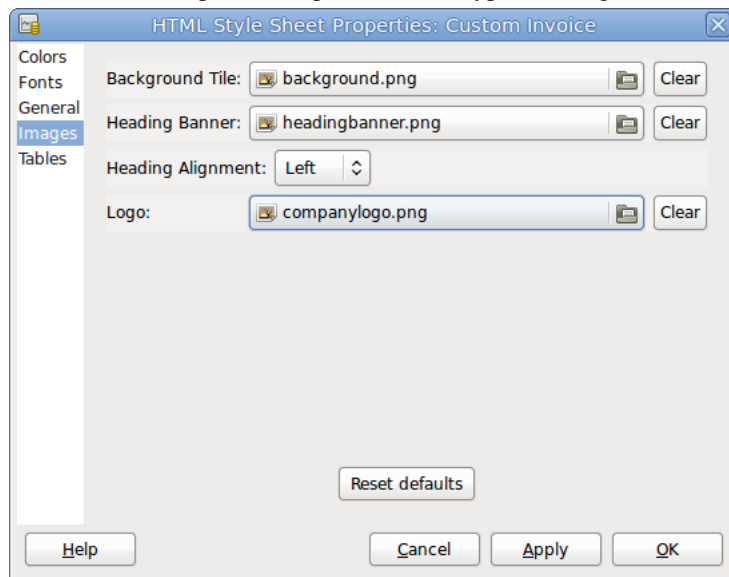 HTML Style Sheet Properties: Custom Invoice
Colors
Fonts
General
Images
Tables
Background Tile: background.png Clear
Heading Banner: headingbanner.png Clear
Heading Alignment: Left
Logo: companylogo.png Clear
Reset defaults
Help Cancel Apply OK